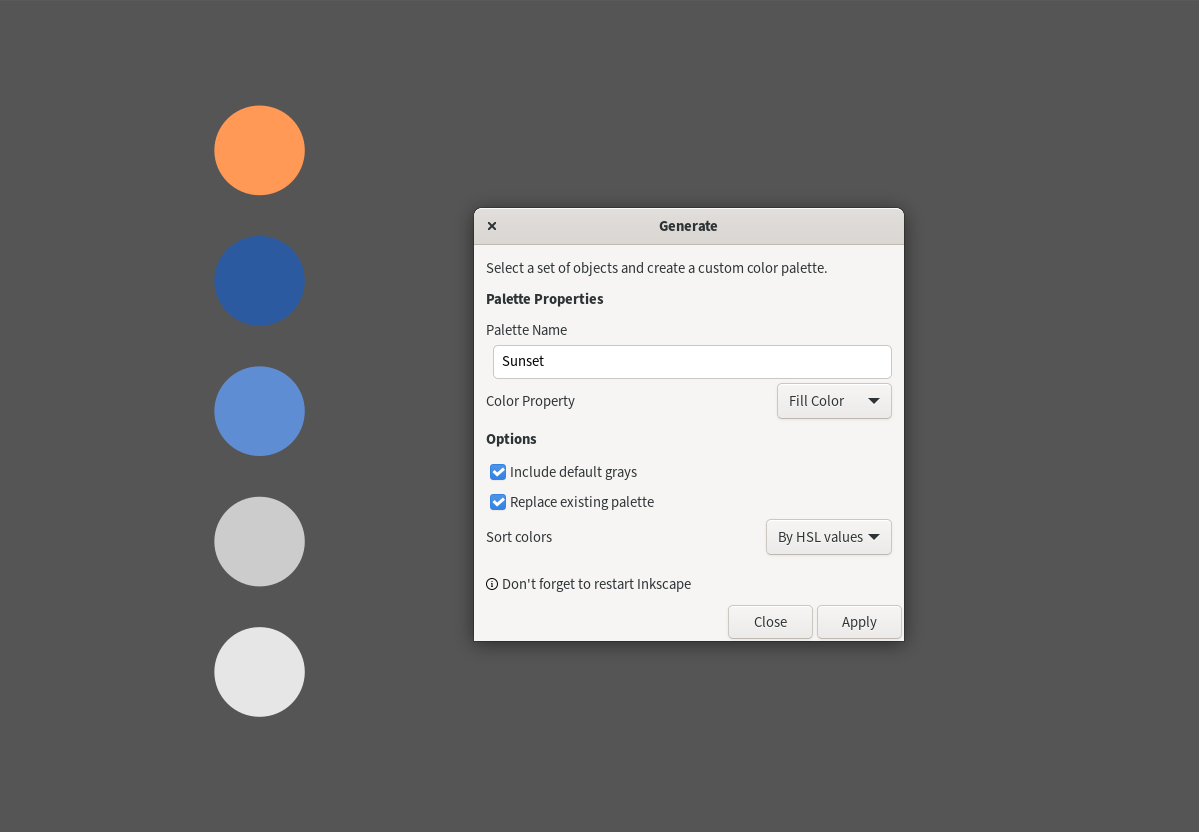 Generate
Select a set of objects and create a custom color palette.
Palette Properties
Palette Name
Sunset
Color Property Fill Color
Options
Include default grays
Replace existing palette
Sort colors By HSL values
Don't forget to restart Inkscape
Close Apply